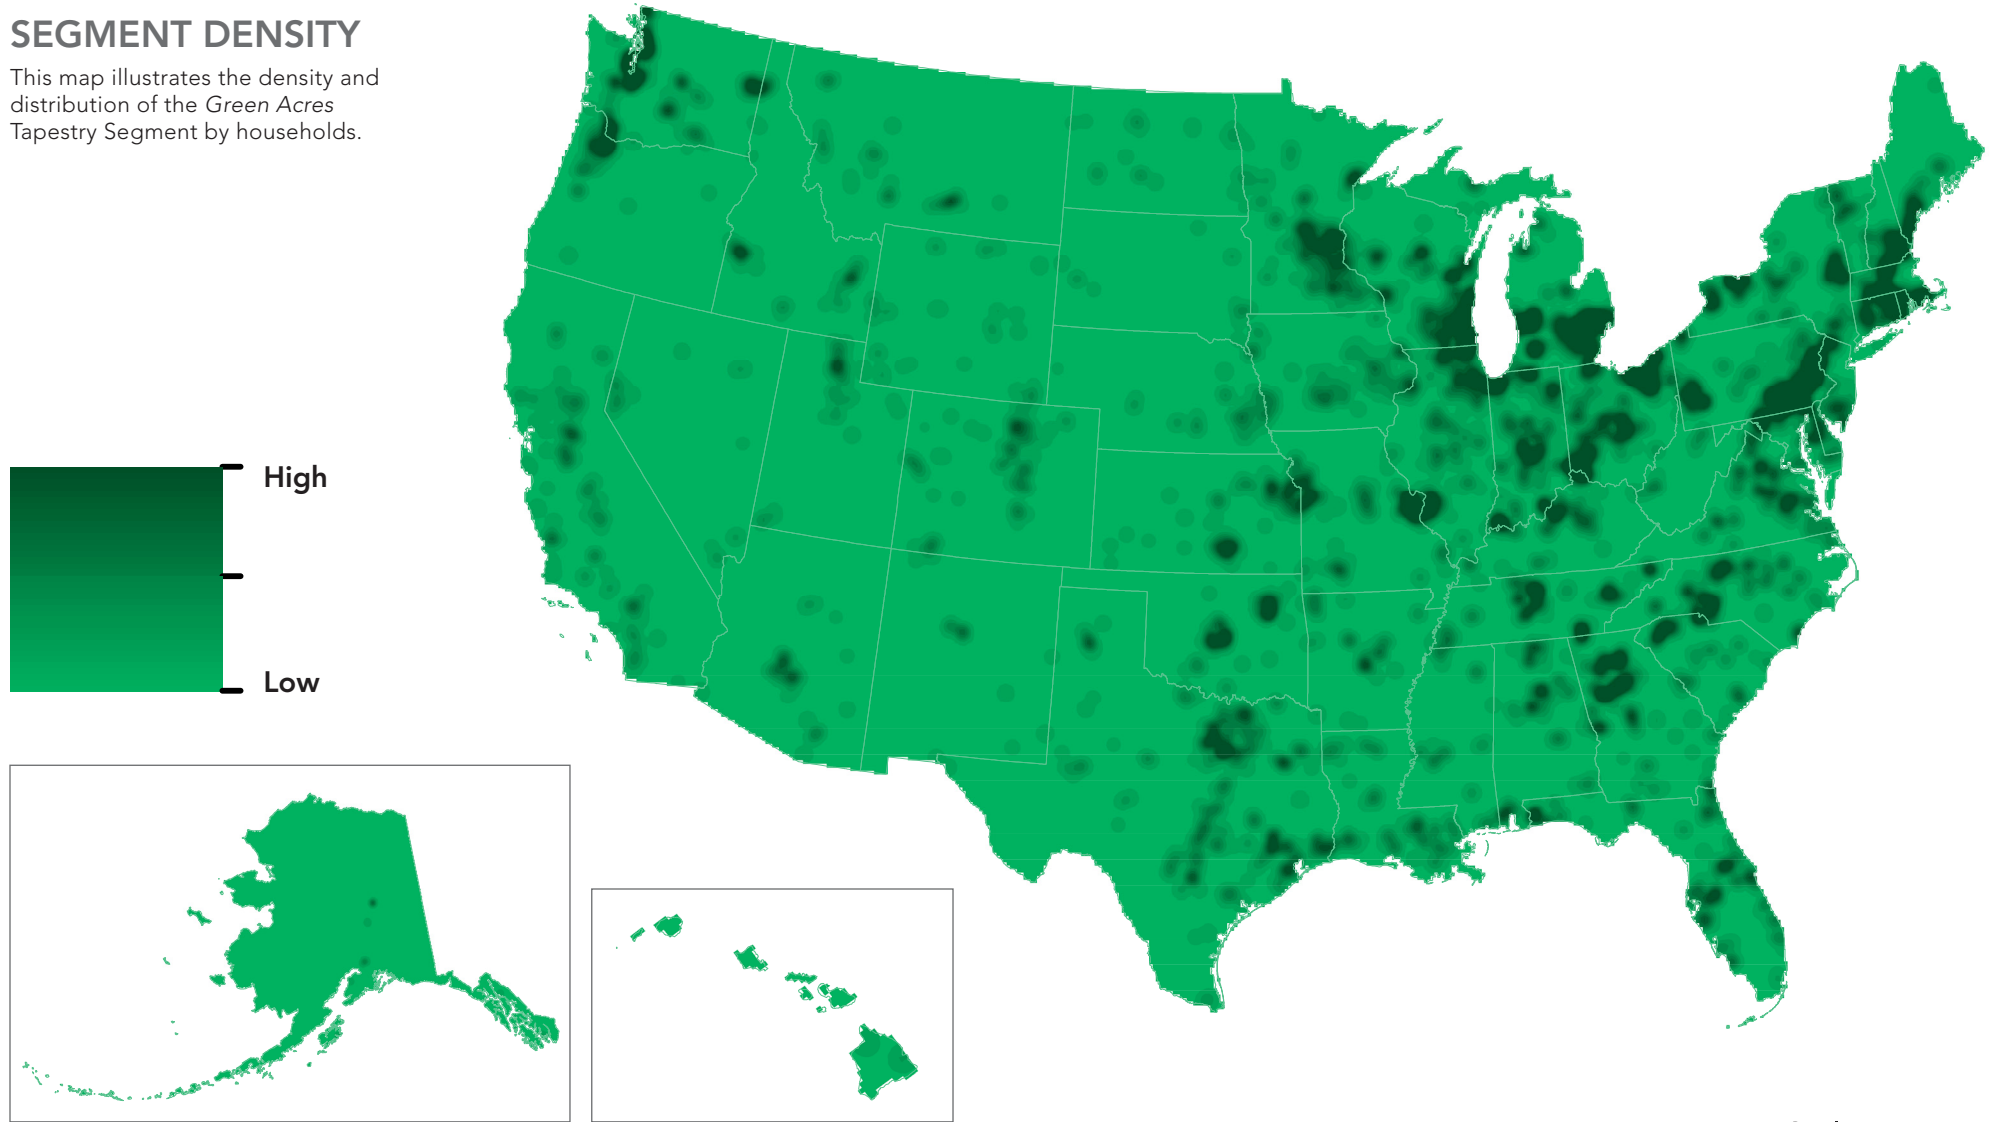 SEGMENT DENSITY
This map illustrates the density and
distribution of the Green Acres
Tapestry Segment by households.
High
Low